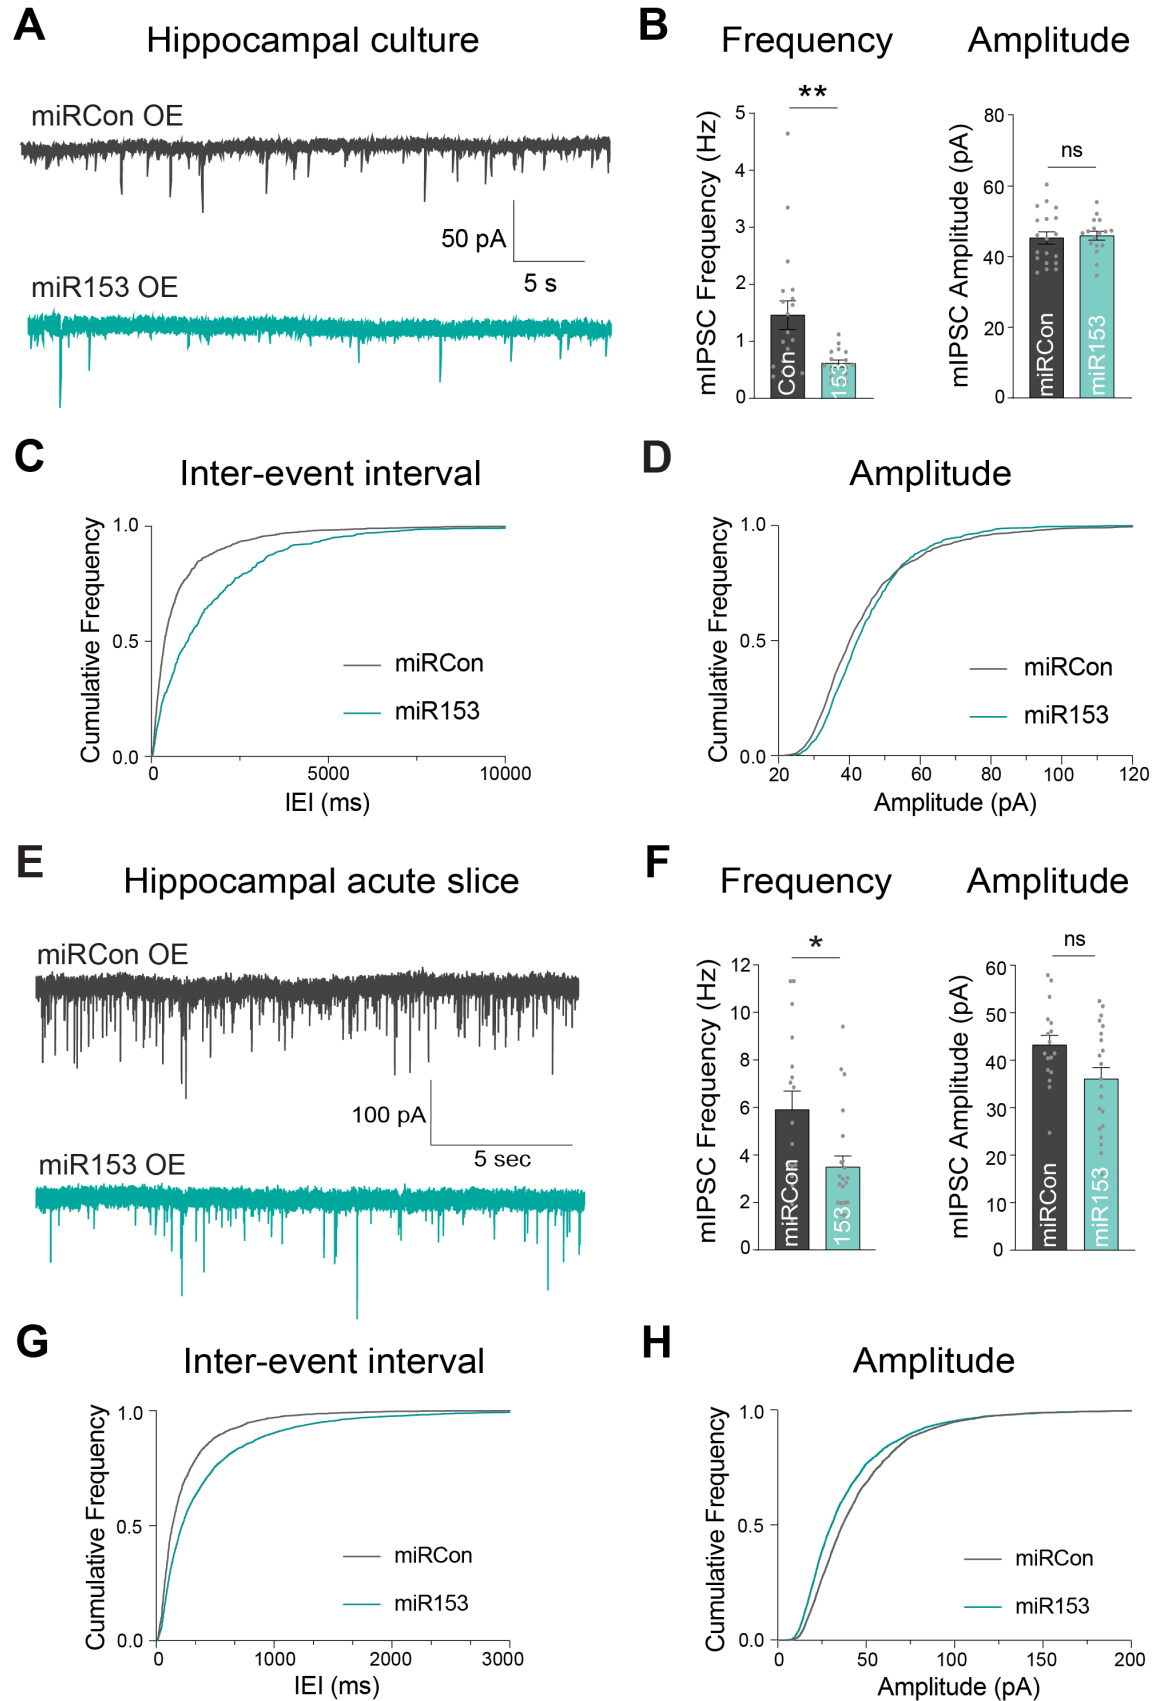 A
Hippocampal culture
miRCon OE
50 pA
5 s
miR153 OE
B
Frequency
Amplitude
**
mIPSC Frequency (Hz)
5
4
3
2
1
0
Con
153
ns
mIPSC Amplitude (pA)
80
60
40
20
0
miRCon
miR153
C
Inter-event interval
Cumulative Frequency
1.0
0.5
0.0
miRCon
miR153
0
5000
10000
IEI (ms)
D
Amplitude
Cumulative Frequency
1.0
0.5
0.0
miRCon
miR153
20
40
60
80
100
120
Amplitude (pA)
E
Hippocampal acute slice
miRCon OE
100 pA
5 sec
miR153 OE
F
Frequency
Amplitude
*
mIPSC Frequency (Hz)
12
10
8
6
4
2
0
miRCon
153
ns
mIPSC Amplitude (pA)
60
50
40
30
20
10
0
miRCon
miR153
G
Inter-event interval
Cumulative Frequency
1.0
0.5
0.0
miRCon
miR153
0
1000
2000
3000
IEI (ms)
H
Amplitude
Cumulative Frequency
1.0
0.5
0.0
miRCon
miR153
0
50
100
150
200
Amplitude (pA)